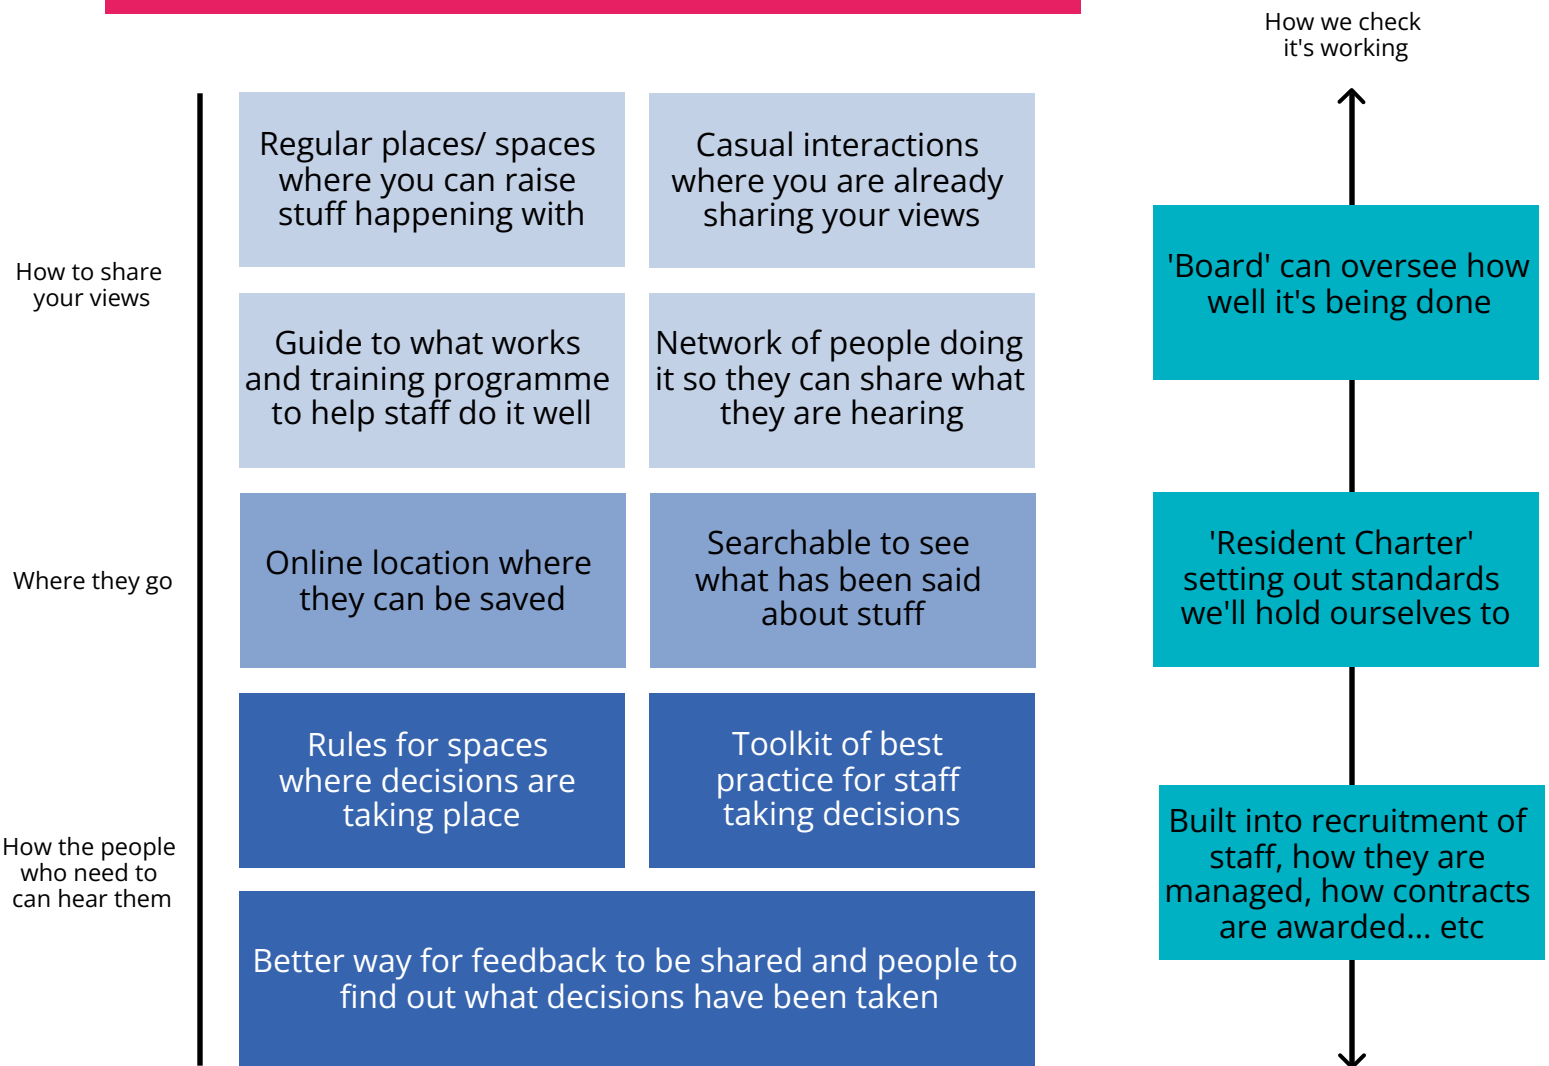 How we check
it's working
How to share
your views
Regular places/ spaces
where you can raise
stuff happening with
Casual interactions
where you are already
sharing your views
Guide to what works
and training programme
to help staff do it well
Network of people doing
it so they can share what
they are hearing
Where they go
Online location where
they can be saved
Searchable to see
what has been said
about stuff
How the people
who need to
can hear them
Rules for spaces
where decisions are
taking place
Toolkit of best
practice for staff
taking decisions
Better way for feedback to be shared and people to
find out what decisions have been taken
'Board' can oversee how
well it's being done
'Resident Charter'
setting out standards
we'll hold ourselves to
Built into recruitment of
staff, how they are
managed, how contracts
are awarded... etc